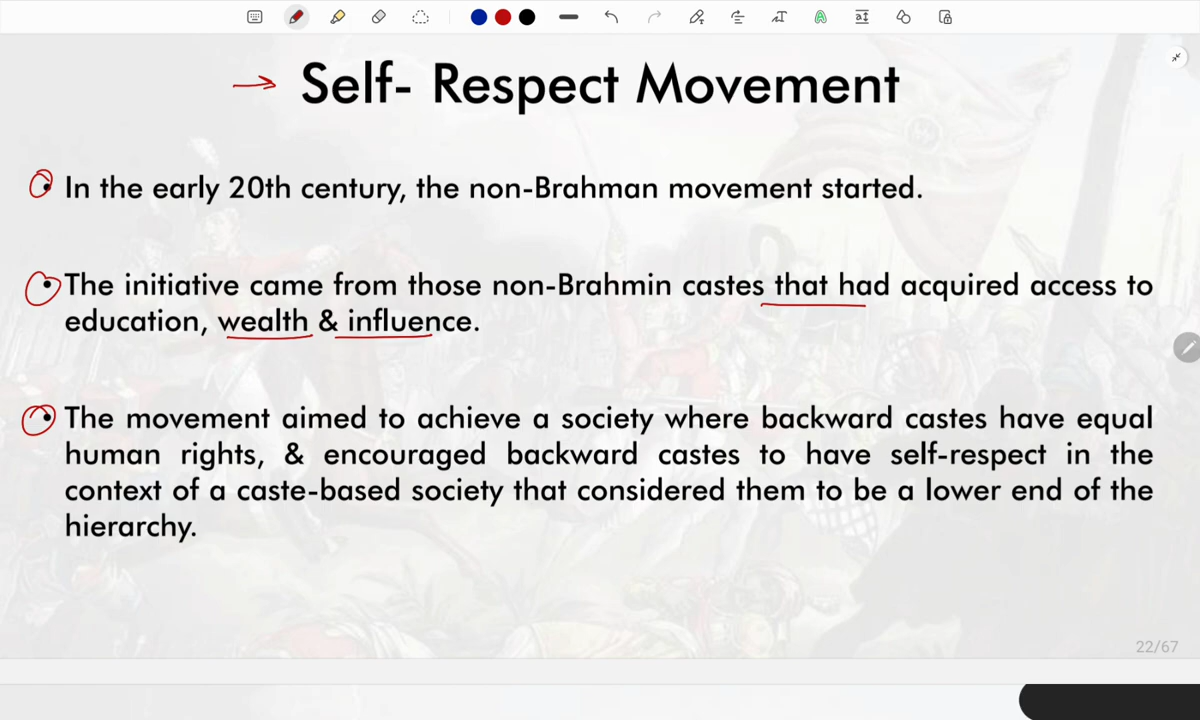 Self- Respect Movement
In the early 20th century, the non-Brahman movement started.
The initiative came from those non-Brahmin castes that had acquired access to
education, wealth & influence.
The movement aimed to achieve a society where backward castes have equal
human rights, & encouraged backward castes to have self-respect in the
context of a caste-based society that considered them to be a lower end of the
hierarchy.
22/67